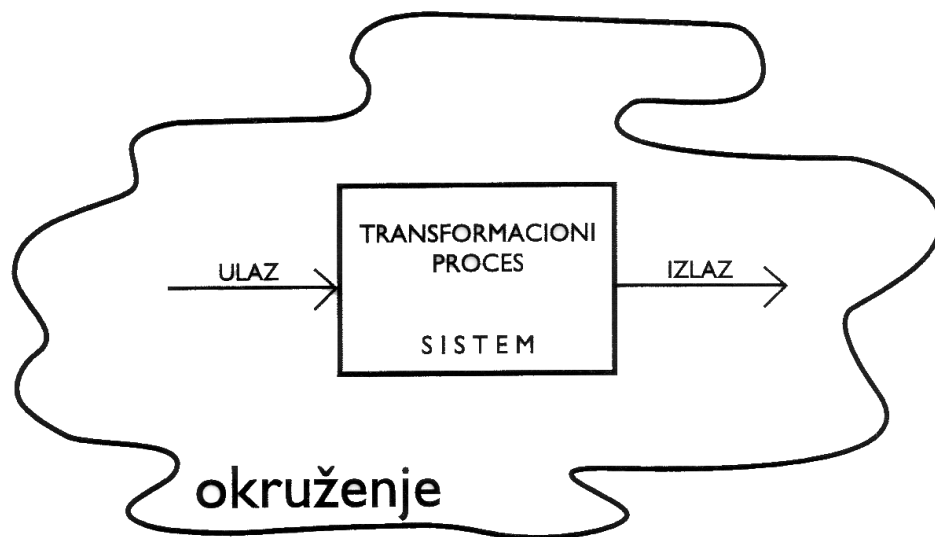 TRANSFORMACIONI
PROCES
ULAZ
IZLAZ
SISTEM
okruženje